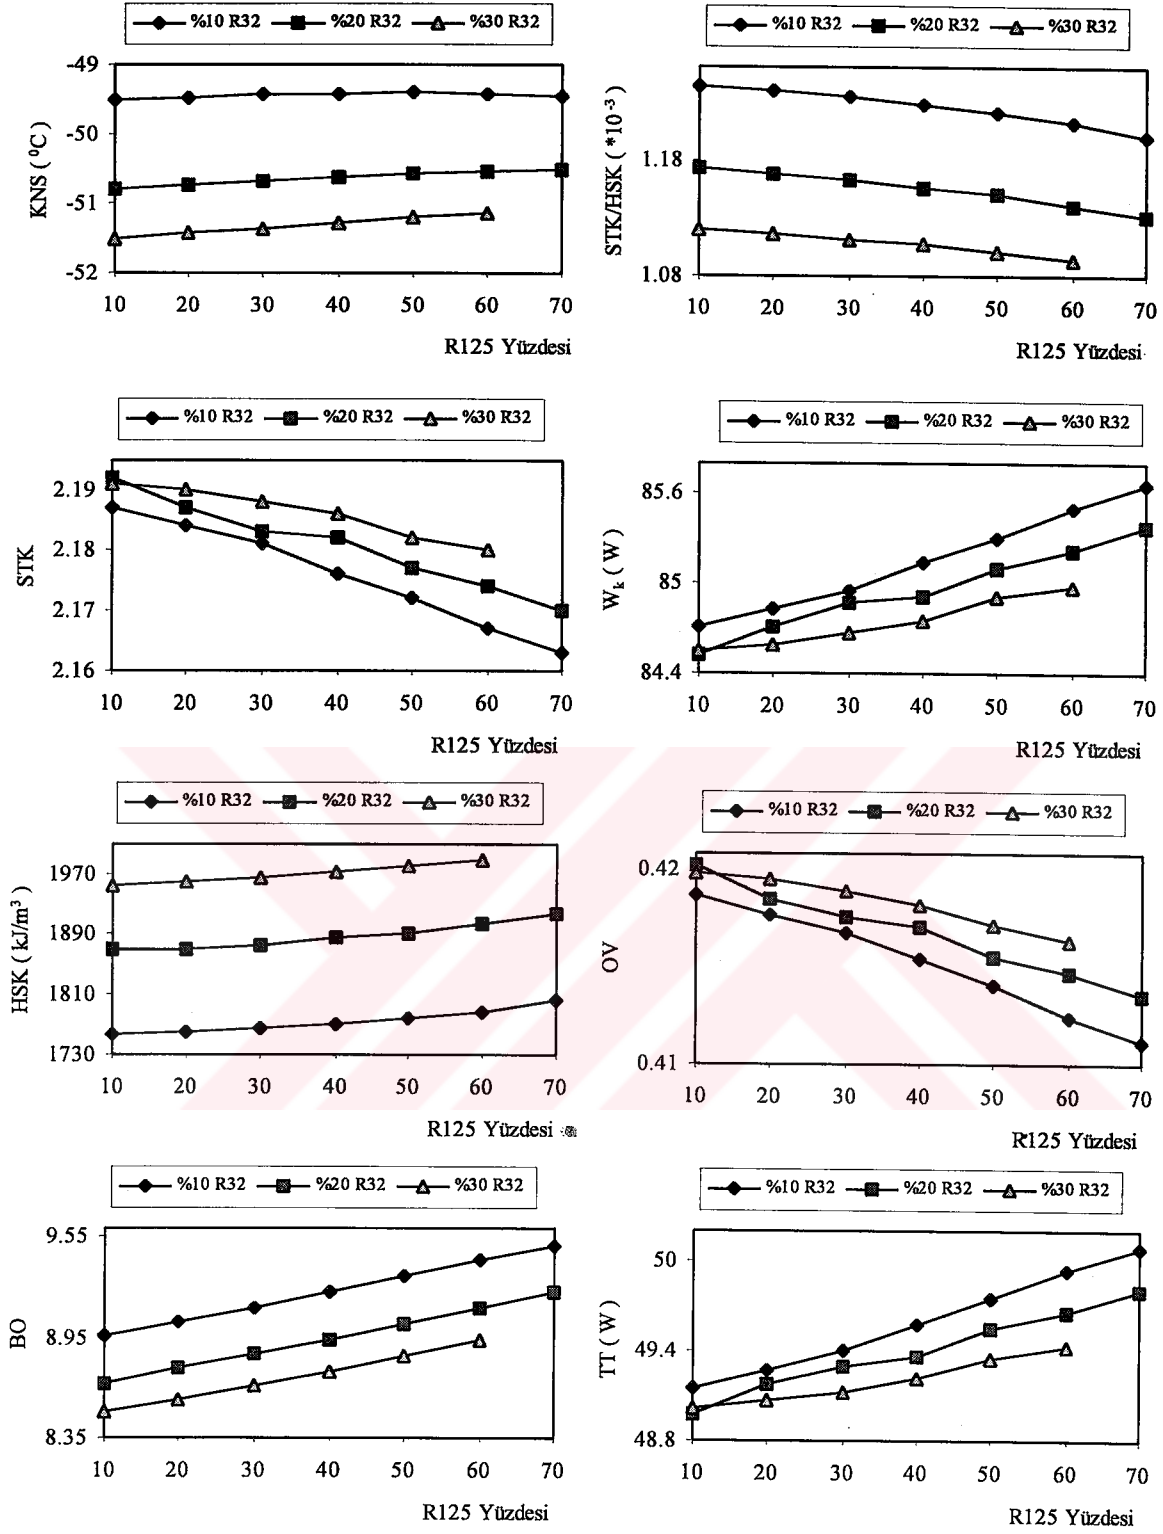 %10 R32 %20 R32 %30 R32
KNS ( ⁰C )
-49
-50
-51
-52
10 20 30 40 50 60 70
R125 Yüzdesi
%10 R32 %20 R32 %30 R32
STK/HSK ( *10⁻³ )
1.18
1.08
10 20 30 40 50 60 70
R125 Yüzdesi
%10 R32 %20 R32 %30 R32
STK
2.19
2.18
2.17
2.16
10 20 30 40 50 60 70
R125 Yüzdesi
%10 R32 %20 R32 %30 R32
Wₖ ( W )
85.6
85
84.4
10 20 30 40 50 60 70
R125 Yüzdesi
%10 R32 %20 R32 %30 R32
HSK ( kJ/m³ )
1970
1890
1810
1730
10 20 30 40 50 60 70
R125 Yüzdesi
%10 R32 %20 R32 %30 R32
OV
0.42
0.41
10 20 30 40 50 60 70
R125 Yüzdesi
%10 R32 %20 R32 %30 R32
BO
9.55
8.95
8.35
10 20 30 40 50 60 70
R125 Yüzdesi
%10 R32 %20 R32 %30 R32
TT ( W )
50
49.4
48.8
10 20 30 40 50 60 70
R125 Yüzdesi